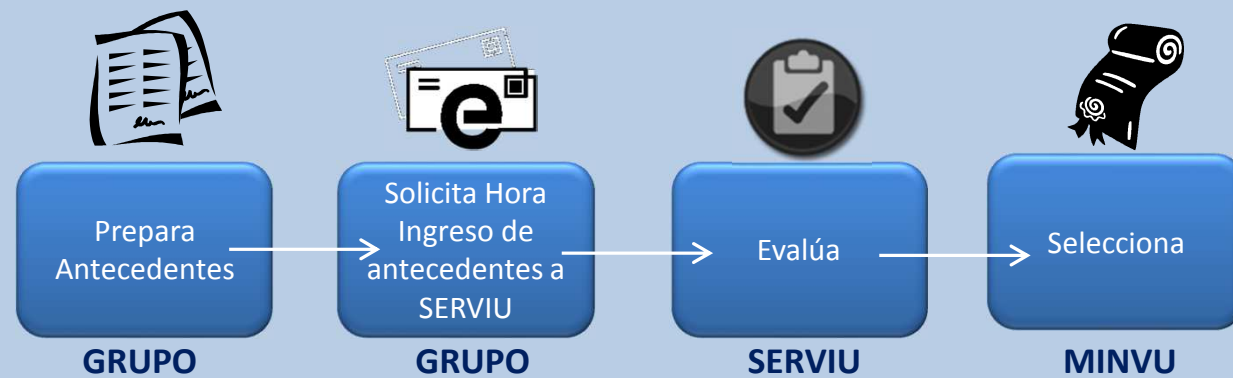 Prepara
Antecedentes
Solicita Hora
Ingreso de
antecedentes a
SERVIU
Evalúa
Selecciona
GRUPO
GRUPO
SERVIU
MINVU